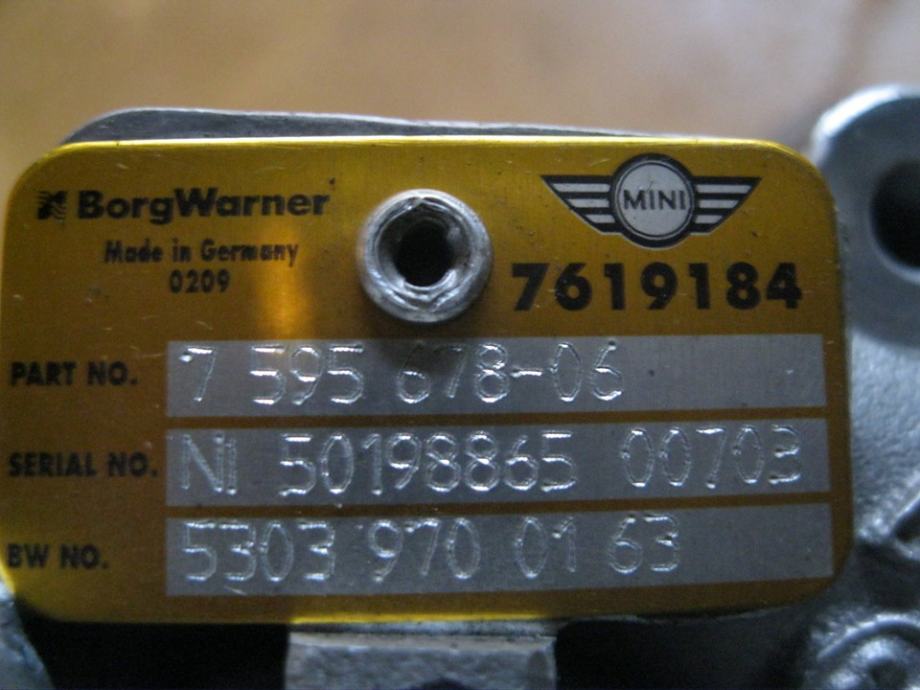 BorgWarner
MINI
Made in Germany
0209
7619184
PART NO. 7 595 678-06
SERIAL NO. NI 50198865 00703
BW NO. 5303 970 01 63